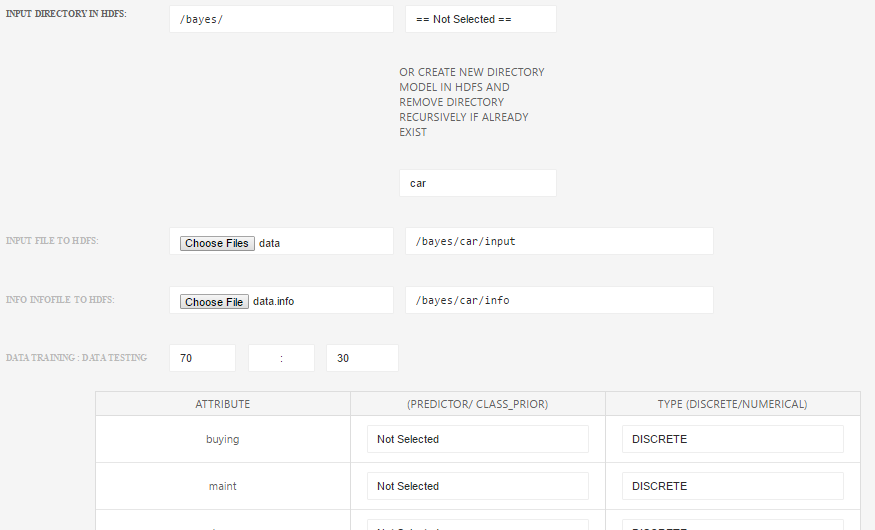 INPUT DIRECTORY IN HDFS:
/bayes/
== Not Selected ==
OR CREATE NEW DIRECTORY
MODEL IN HDFS AND
REMOVE DIRECTORY
RECURSIVELY IF ALREADY
EXIST
car
INPUT FILE TO HDFS:
Choose Files data
/bayes/car/input
INFO INFOFILE TO HDFS:
Choose File data.info
/bayes/car/info
DATA TRAINING : DATA TESTING
70 : 30
ATTRIBUTE (PREDICTOR/ CLASS_PRIOR) TYPE (DISCRETE/NUMERICAL)
buying Not Selected DISCRETE
maint Not Selected DISCRETE